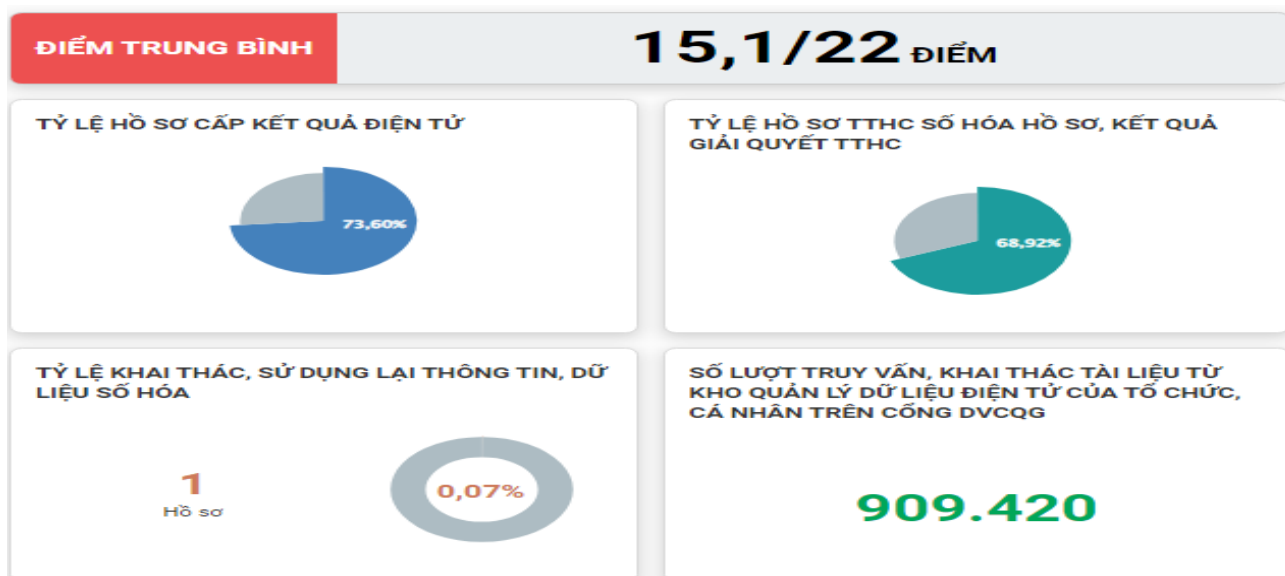 ĐIỂM TRUNG BÌNH
15,1/22 ĐIỂM
TỶ LỆ HỒ SƠ CẤP KẾT QUẢ ĐIỆN TỬ
73,60%
TỶ LỆ HỒ SƠ TTHC SỐ HÓA HỒ SƠ, KẾT QUẢ
GIẢI QUYẾT TTHC
68,92%
TỶ LỆ KHAI THÁC, SỬ DỤNG LẠI THÔNG TIN, DỮ
LIỆU SỐ HÓA
1
Hồ sơ
0,07%
SỐ LƯỢT TRUY VẤN, KHAI THÁC TÀI LIỆU TỪ
KHO QUẢN LÝ DỮ LIỆU ĐIỆN TỬ CỦA TỔ CHỨC,
CÁ NHÂN TRÊN CỔNG DVCQG
909.420